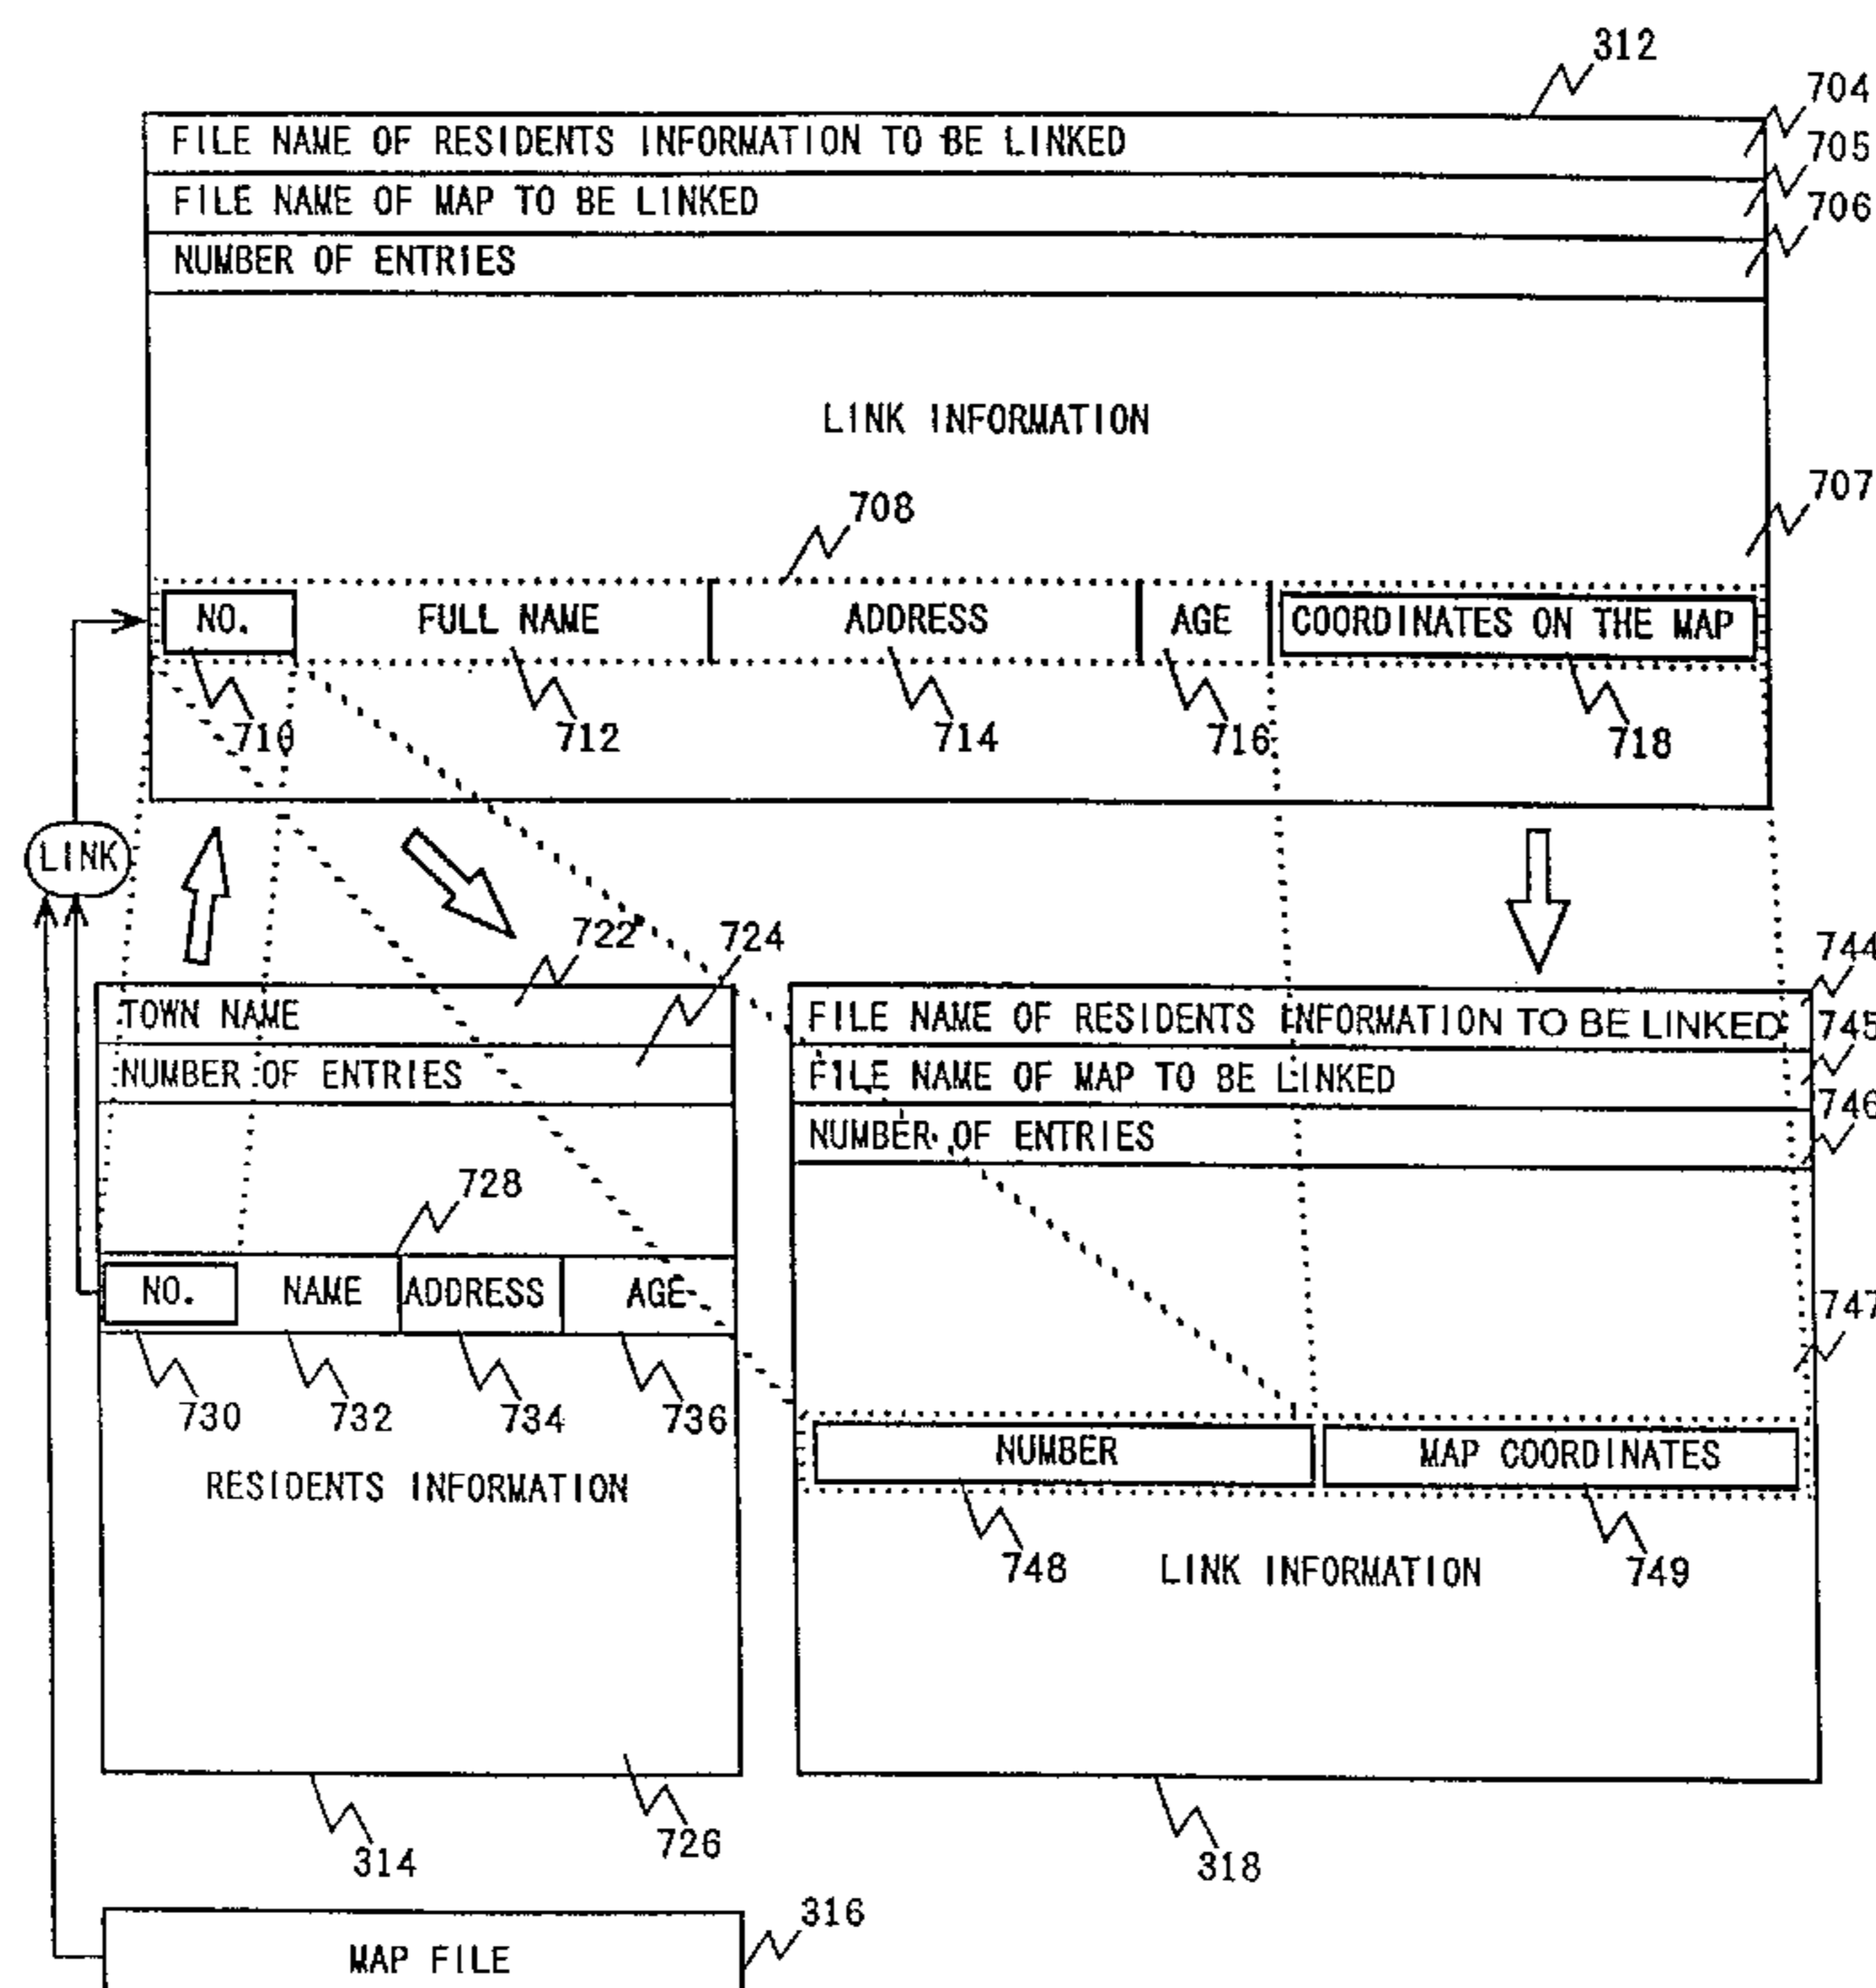 312
704
FILE NAME OF RESIDENTS INFORMATION TO BE LINKED
705
FILE NAME OF MAP TO BE LINKED
706
NUMBER OF ENTRIES
LINK INFORMATION
707
708
NO. FULL NAME ADDRESS AGE COORDINATES ON THE MAP
710 712 714 716 718
LINK
722 724 744
TOWN NAME
NUMBER OF ENTRIES
FILE NAME OF RESIDENTS INFORMATION TO BE LINKED
745
FILE NAME OF MAP TO BE LINKED
746
NUMBER OF ENTRIES
728
NO. NAME ADDRESS AGE
747
730 732 734 736
RESIDENTS INFORMATION
NUMBER MAP COORDINATES
748 LINK INFORMATION 749
314 726 318
316
MAP FILE